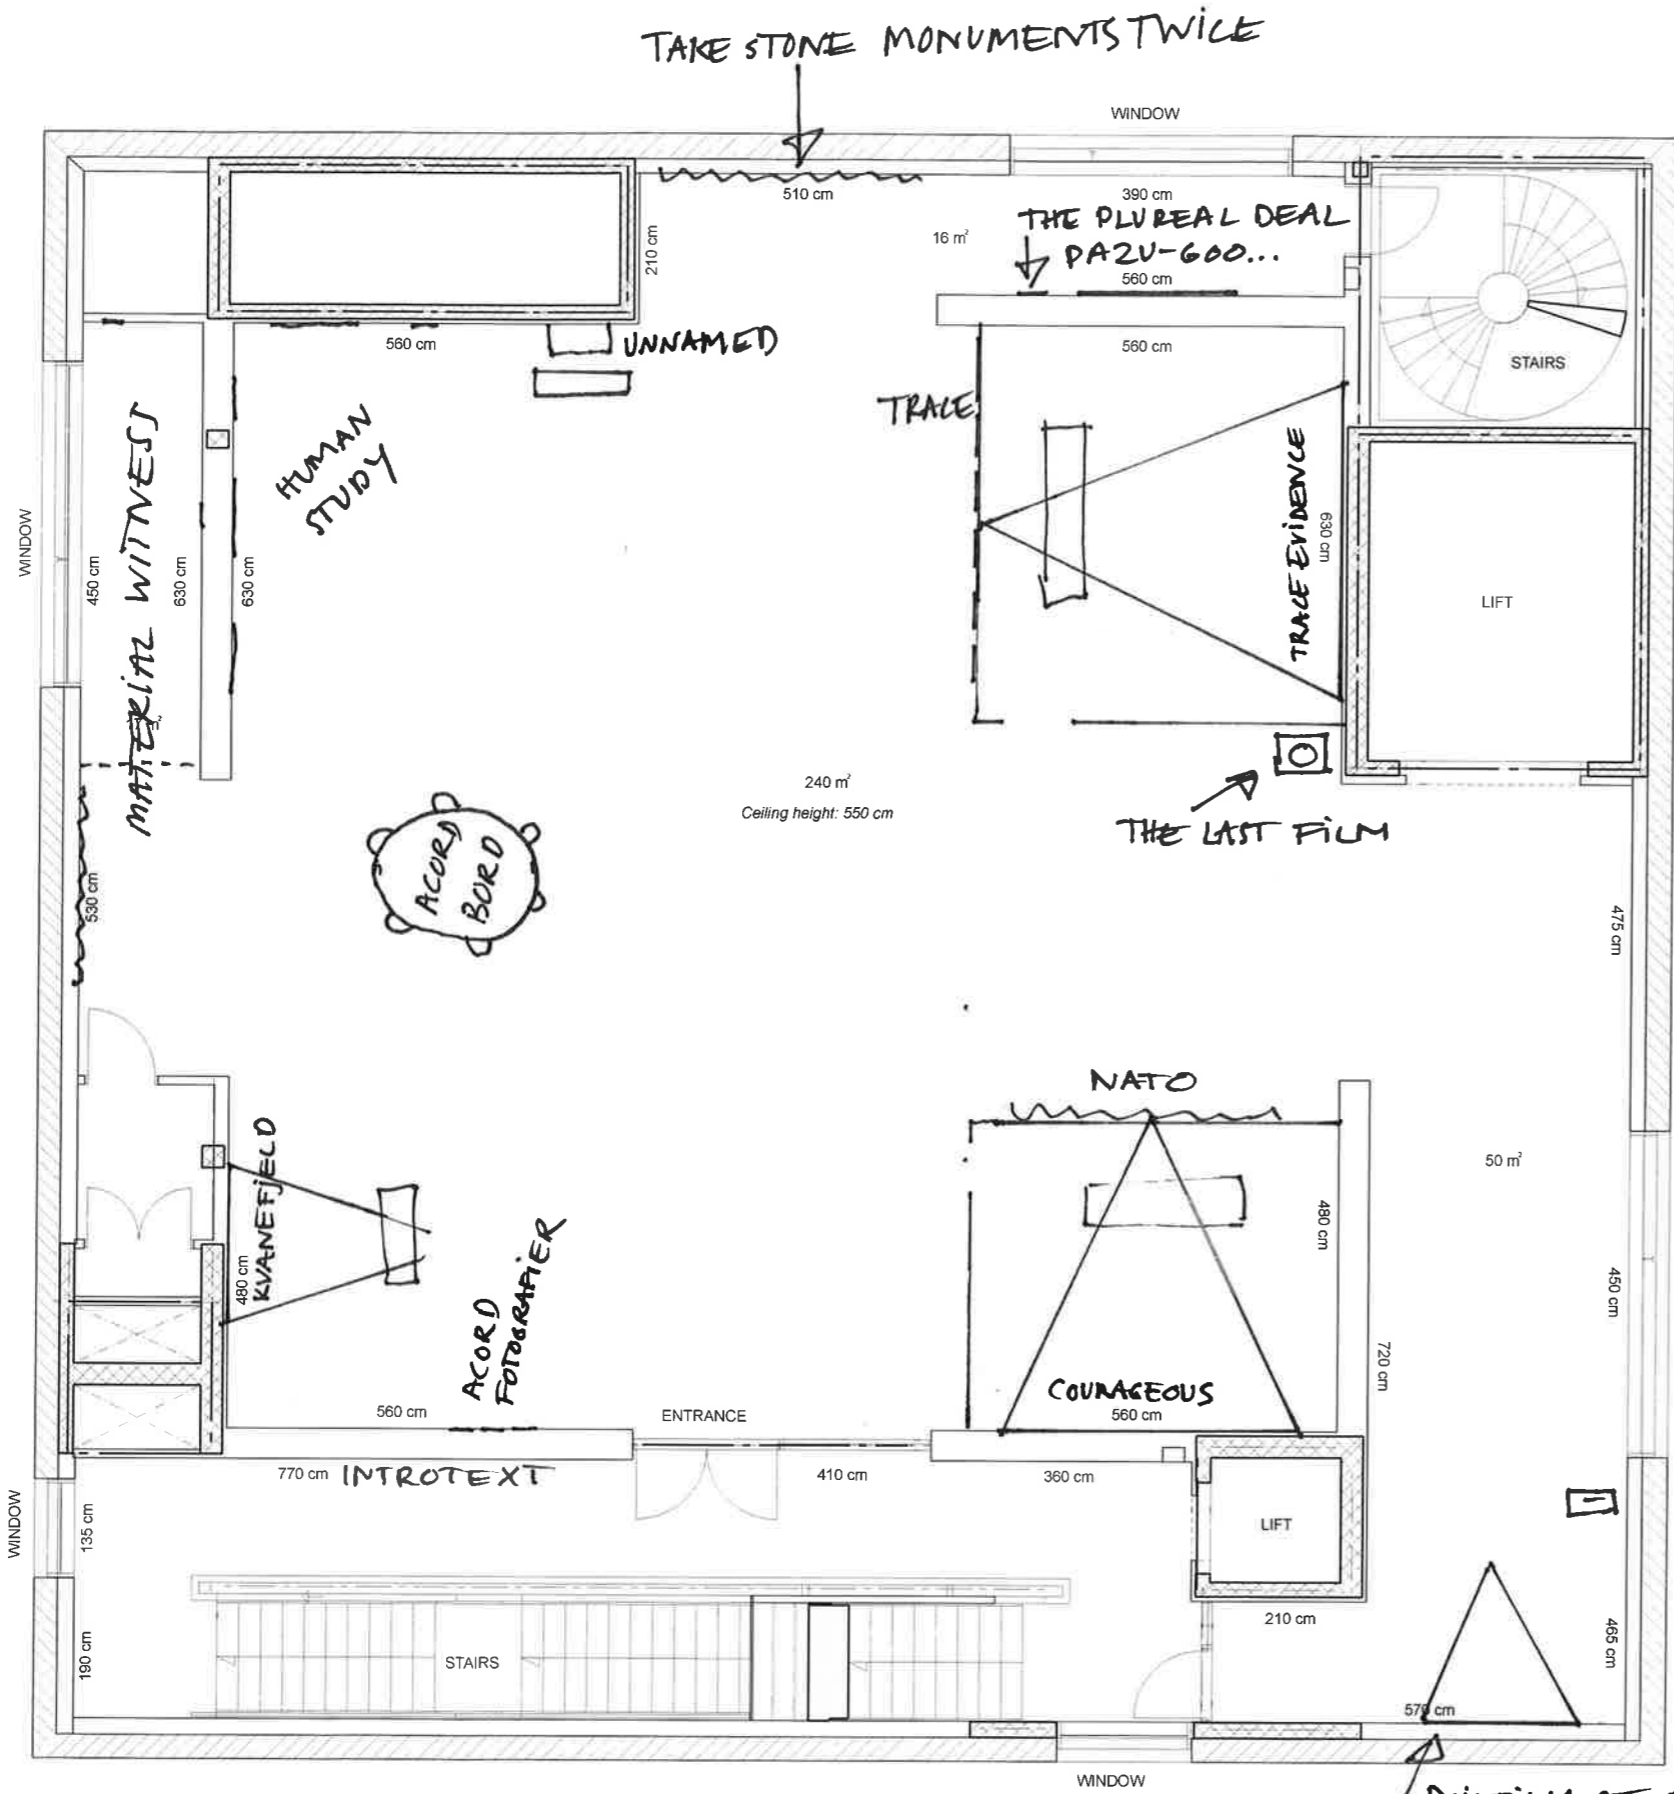 TAKE STONE MONUMENTS TWICE
WINDOW
510 cm
390 cm
210 cm
16 m²
THE PLUREAL DEAL
PAZU-GOO...
560 cm
560 cm
UNNAMED
560 cm
STAIRS
TRACE
HUMAN
STUDY
MATERIAL WITNESS
WINDOW
450 cm
630 cm
630 cm
TRACE EVIDENCE
630 cm
LIFT
240 m²
Ceiling height: 550 cm
THE LAST FILM
ACORD
BORD
530 cm
475 cm
NATO
KVANEFJELD
480 cm
50 m²
480 cm
450 cm
ACORD
FOTOGRAFIER
COURAGEOUS
560 cm
720 cm
560 cm
ENTRANCE
770 cm INTROTEXT
410 cm
360 cm
WINDOW
135 cm
LIFT
210 cm
190 cm
STAIRS
465 cm
570 cm
WINDOW